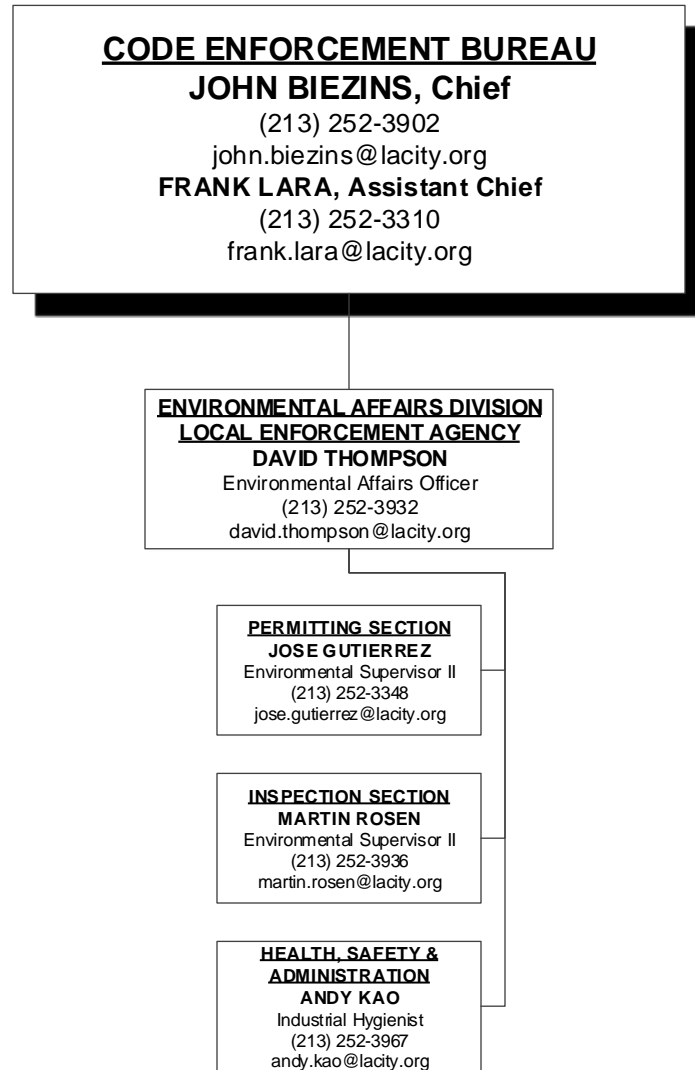 CODE ENFORCEMENT BUREAU
JOHN BIEZINS, Chief
(213) 252-3902
john.biezins@lacity.org
FRANK LARA, Assistant Chief
(213) 252-3310
frank.lara@lacity.org
ENVIRONMENTAL AFFAIRS DIVISION
LOCAL ENFORCEMENT AGENCY
DAVID THOMPSON
Environmental Affairs Officer
(213) 252-3932
david.thompson@lacity.org
PERMITTING SECTION
JOSE GUTIERREZ
Environmental Supervisor II
(213) 252-3348
jose.gutierrez@lacity.org
INSPECTION SECTION
MARTIN ROSEN
Environmental Supervisor II
(213) 252-3936
martin.rosen@lacity.org
HEALTH, SAFETY &
ADMINISTRATION
ANDY KAO
Industrial Hygienist
(213) 252-3967
andy.kao@lacity.org